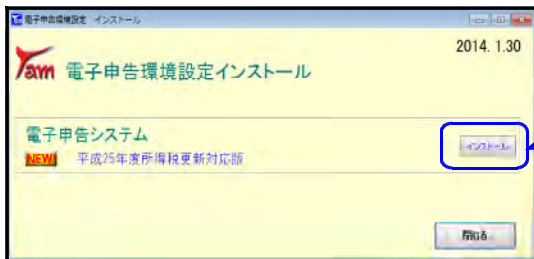 電子申告環境設定 インストール
2014. 1.30
Tam 電子申告環境設定インストール
電子申告システム
インストール
NEW! 平成25年度所得税更新対応版
閉じる